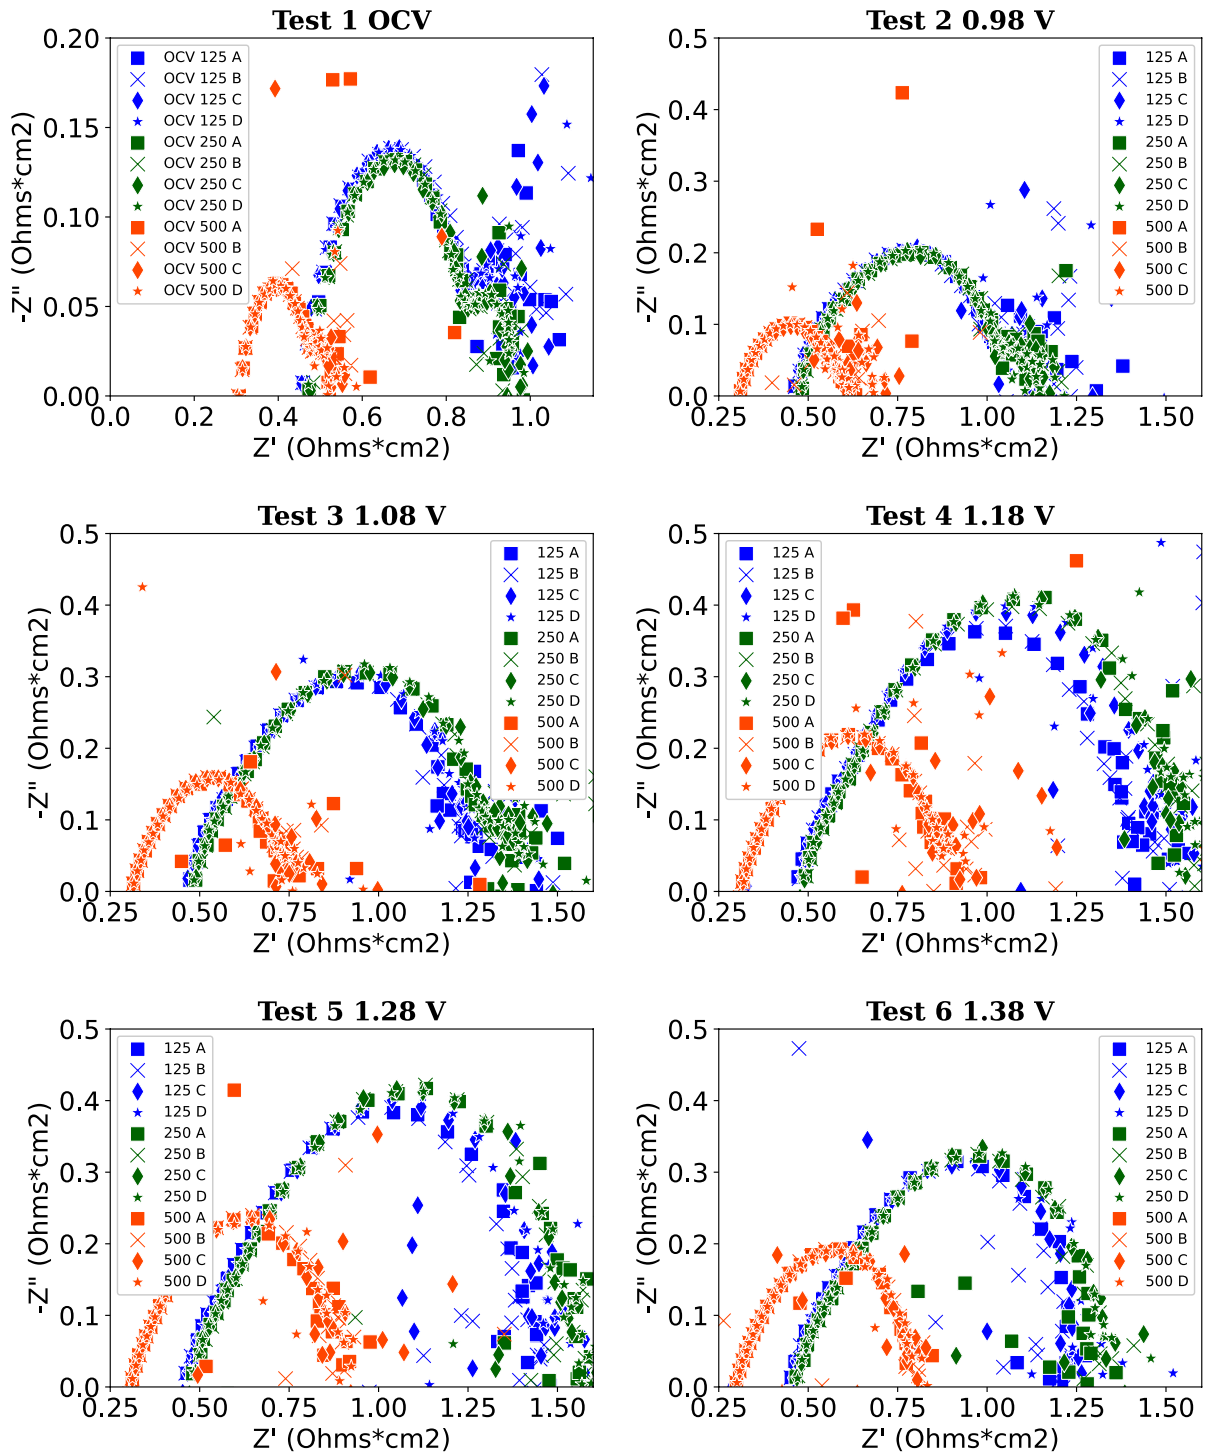 Test 1 OCV
0.20
0.15
0.10
0.05
0.00
-Z" (Ohms*cm2)
OCV 125 A
OCV 125 B
OCV 125 C
OCV 125 D
OCV 250 A
OCV 250 B
OCV 250 C
OCV 250 D
OCV 500 A
OCV 500 B
OCV 500 C
OCV 500 D
0.0 0.2 0.4 0.6 0.8 1.0
Z' (Ohms*cm2)
Test 2 0.98 V
0.5
0.4
0.3
0.2
0.1
0.0
-Z" (Ohms*cm2)
125 A
125 B
125 C
125 D
250 A
250 B
250 C
250 D
500 A
500 B
500 C
500 D
0.25 0.50 0.75 1.00 1.25 1.50
Z' (Ohms*cm2)
Test 3 1.08 V
0.5
0.4
0.3
0.2
0.1
0.0
-Z" (Ohms*cm2)
125 A
125 B
125 C
125 D
250 A
250 B
250 C
250 D
500 A
500 B
500 C
500 D
0.25 0.50 0.75 1.00 1.25 1.50
Z' (Ohms*cm2)
Test 4 1.18 V
0.5
0.4
0.3
0.2
0.1
0.0
-Z" (Ohms*cm2)
125 A
125 B
125 C
125 D
250 A
250 B
250 C
250 D
500 A
500 B
500 C
500 D
0.25 0.50 0.75 1.00 1.25 1.50
Z' (Ohms*cm2)
Test 5 1.28 V
0.5
0.4
0.3
0.2
0.1
0.0
-Z" (Ohms*cm2)
125 A
125 B
125 C
125 D
250 A
250 B
250 C
250 D
500 A
500 B
500 C
500 D
0.25 0.50 0.75 1.00 1.25 1.50
Z' (Ohms*cm2)
Test 6 1.38 V
0.5
0.4
0.3
0.2
0.1
0.0
-Z" (Ohms*cm2)
125 A
125 B
125 C
125 D
250 A
250 B
250 C
250 D
500 A
500 B
500 C
500 D
0.25 0.50 0.75 1.00 1.25 1.50
Z' (Ohms*cm2)